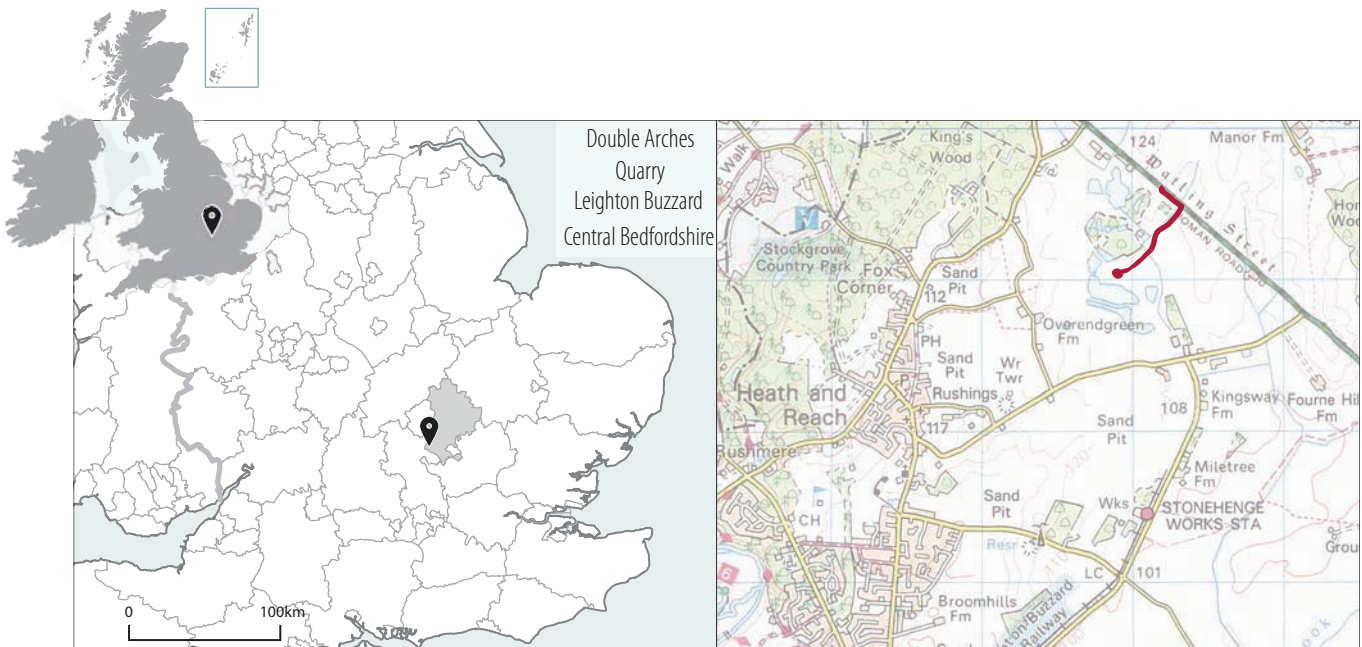 Double Arches
Quarry
Leighton Buzzard
Central Bedfordshire
0
100km
King's
Wood
Walk
124
Manor Fm
Watling Street
ROMAN ROAD
Stockgrove
Country Park
Fox
Corner
Sand
Pit
112
Overendgreen
Fm
PH
Sand
Pit
Wr
Twr
P
Rushings
Heath and
Reach
117
Rushmere
108
Kingsway
Fm
Fourne Hill
Fm
Sand
Pit
Miletree
Fm
Sand
Pit
Wks
STONEHENGE
WORKS STA
CH
Resr
LC
101
Broomhills
Fm
Railway
100
6